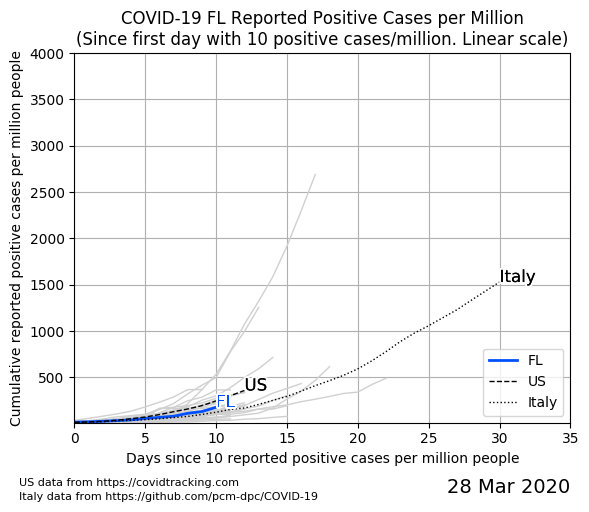 COVID-19 FL Reported Positive Cases per Million
(Since first day with 10 positive cases/million. Linear scale)
Cumulative reported positive cases per million people
4000
3500
3000
2500
2000
1500
1000
500
Italy
US
FL
FL
US
Italy
0 5 10 15 20 25 30 35
Days since 10 reported positive cases per million people
US data from https://covidtracking.com
Italy data from https://github.com/pcm-dpc/COVID-19
28 Mar 2020